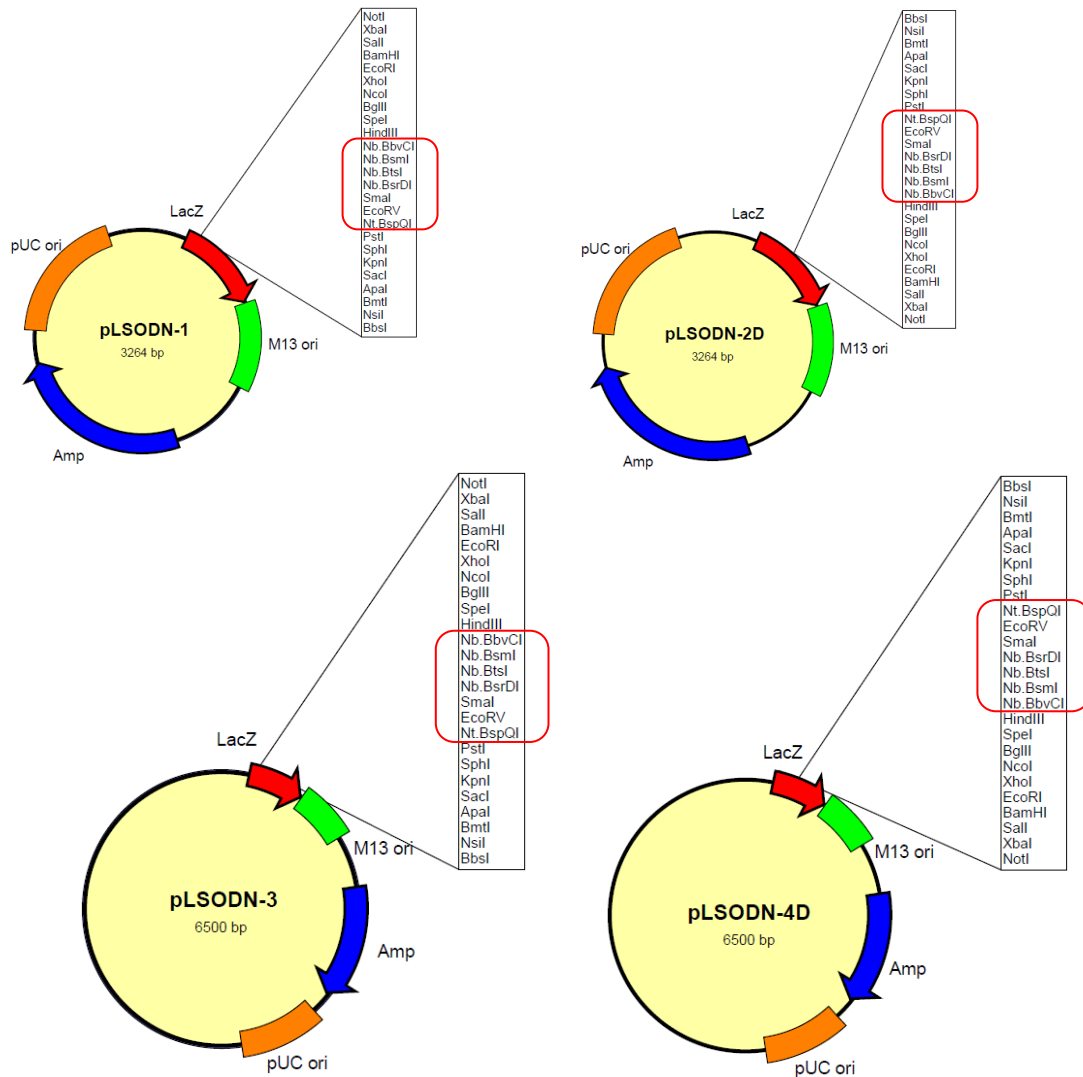 NotI
XbaI
SalI
BamHI
EcoRI
XhoI
NcoI
BglII
SpeI
HindIII
Nb.BbvCI
Nb.BsmI
Nb.BtsI
Nb.BsrDI
SmaI
EcoRV
Nt.BspQI
PstI
SphI
KpnI
SacI
ApaI
BmtI
NsiI
BbsI
LacZ
pUC ori
pLSODN-1
3264 bp
M13 ori
Amp
BbsI
NsiI
BmtI
ApaI
SacI
KpnI
SphI
PstI
Nt.BspQI
EcoRV
SmaI
Nb.BsrDI
Nb.BtsI
Nb.BsmI
Nb.BbvCI
HindIII
SpeI
BglII
NcoI
XhoI
EcoRI
BamHI
SalI
XbaI
NotI
LacZ
pUC ori
pLSODN-2D
3264 bp
M13 ori
Amp
NotI
XbaI
SalI
BamHI
EcoRI
XhoI
NcoI
BglII
SpeI
HindIII
Nb.BbvCI
Nb.BsmI
Nb.BtsI
Nb.BsrDI
SmaI
EcoRV
Nt.BspQI
PstI
SphI
KpnI
SacI
ApaI
BmtI
NsiI
BbsI
LacZ
M13 ori
pLSODN-3
6500 bp
Amp
pUC ori
BbsI
NsiI
BmtI
ApaI
SacI
KpnI
SphI
PstI
Nt.BspQI
EcoRV
SmaI
Nb.BsrDI
Nb.BtsI
Nb.BsmI
Nb.BbvCI
HindIII
SpeI
BglII
NcoI
XhoI
EcoRI
BamHI
SalI
XbaI
NotI
LacZ
M13 ori
pLSODN-4D
6500 bp
Amp
pUC ori